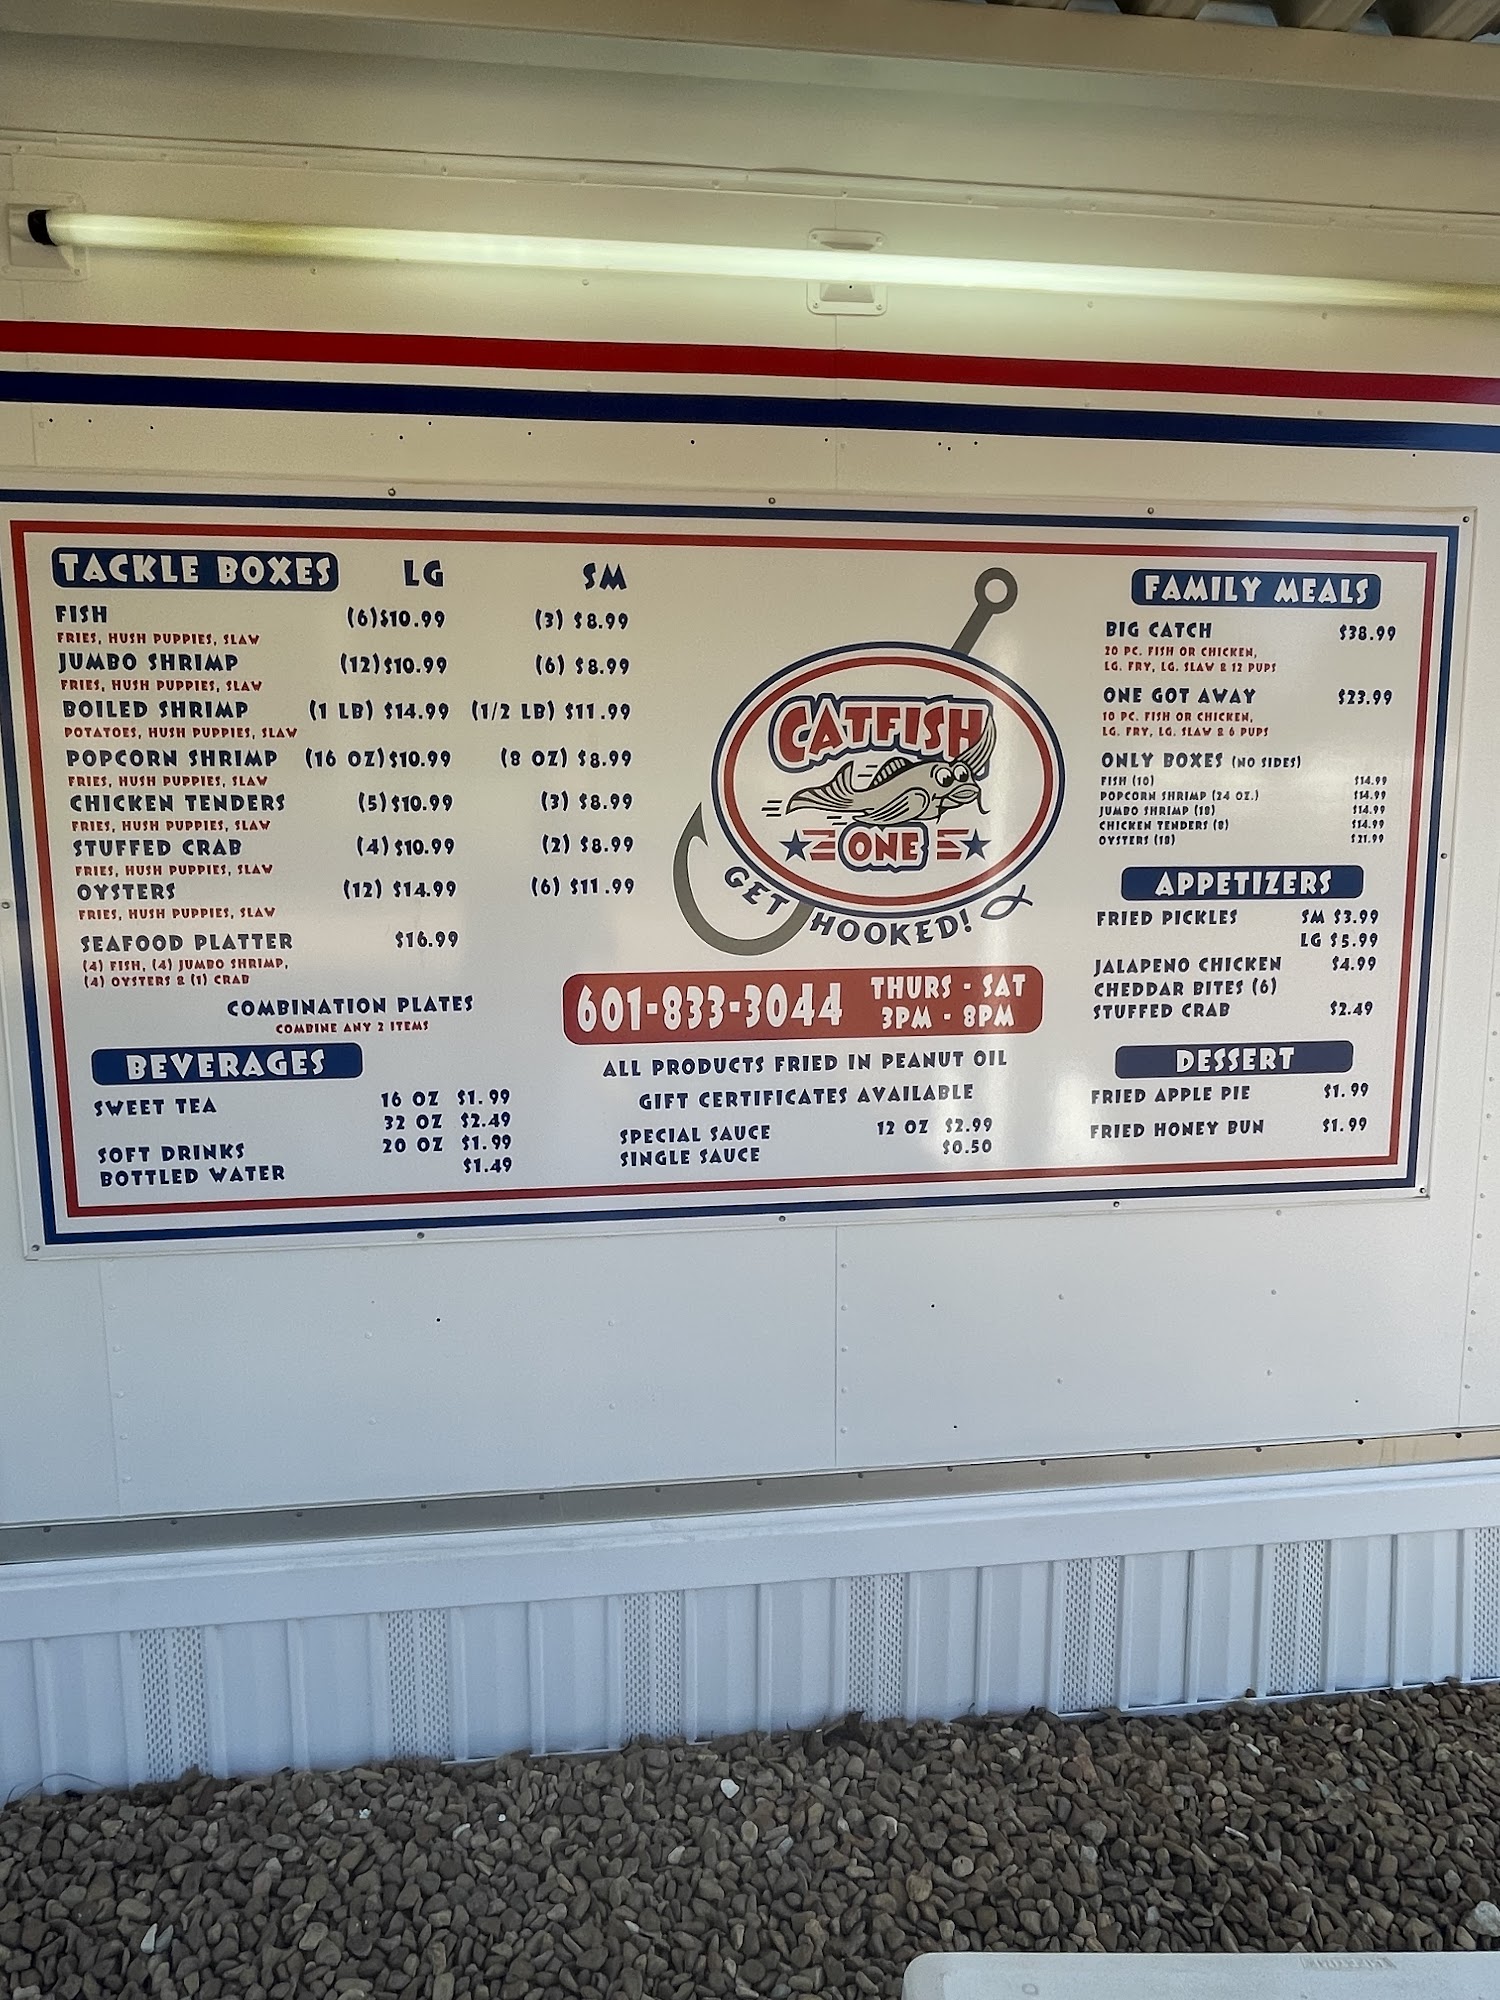 TACKLE BOXES LG SM
FISH (6)$10.99 (3) $8.99
FRIES, HUSH PUPPIES, SLAW
JUMBO SHRIMP (12)$10.99 (6) $8.99
FRIES, HUSH PUPPIES, SLAW
BOILED SHRIMP (1 LB) $14.99 (1/2 LB) $11.99
POTATOES, HUSH PUPPIES, SLAW
POPCORN SHRIMP (16 OZ)$10.99 (8 OZ) $8.99
FRIES, HUSH PUPPIES, SLAW
CHICKEN TENDERS (5)$10.99 (3) $8.99
FRIES, HUSH PUPPIES, SLAW
STUFFED CRAB (4)$10.99 (2) $8.99
FRIES, HUSH PUPPIES, SLAW
OYSTERS (12) $14.99 (6) $11.99
FRIES, HUSH PUPPIES, SLAW
SEAFOOD PLATTER $16.99
(4) FISH, (4) JUMBO SHRIMP,
(4) OYSTERS & (1) CRAB
COMBINATION PLATES
COMBINE ANY 2 ITEMS
BEVERAGES
SWEET TEA 16 OZ $1.99
32 OZ $2.49
SOFT DRINKS 20 OZ $1.99
BOTTLED WATER $1.49
CATFISH
ONE
GET HOOKED!
601-833-3044 THURS - SAT
3PM - 8PM
ALL PRODUCTS FRIED IN PEANUT OIL
GIFT CERTIFICATES AVAILABLE
SPECIAL SAUCE 12 OZ $2.99
SINGLE SAUCE $0.50
FAMILY MEALS
BIG CATCH $38.99
20 PC. FISH OR CHICKEN,
LG. FRY, LG. SLAW & 12 PUPS
ONE GOT AWAY $23.99
10 PC. FISH OR CHICKEN,
LG. FRY, LG. SLAW & 6 PUPS
ONLY BOXES (NO SIDES)
FISH (10) $14.99
POPCORN SHRIMP (24 OZ.) $14.99
JUMBO SHRIMP (18) $14.99
CHICKEN TENDERS (8) $14.99
OYSTERS (18) $21.99
APPETIZERS
FRIED PICKLES SM $3.99
LG $5.99
JALAPENO CHICKEN $4.99
CHEDDAR BITES (6)
STUFFED CRAB $2.49
DESSERT
FRIED APPLE PIE $1.99
FRIED HONEY BUN $1.99